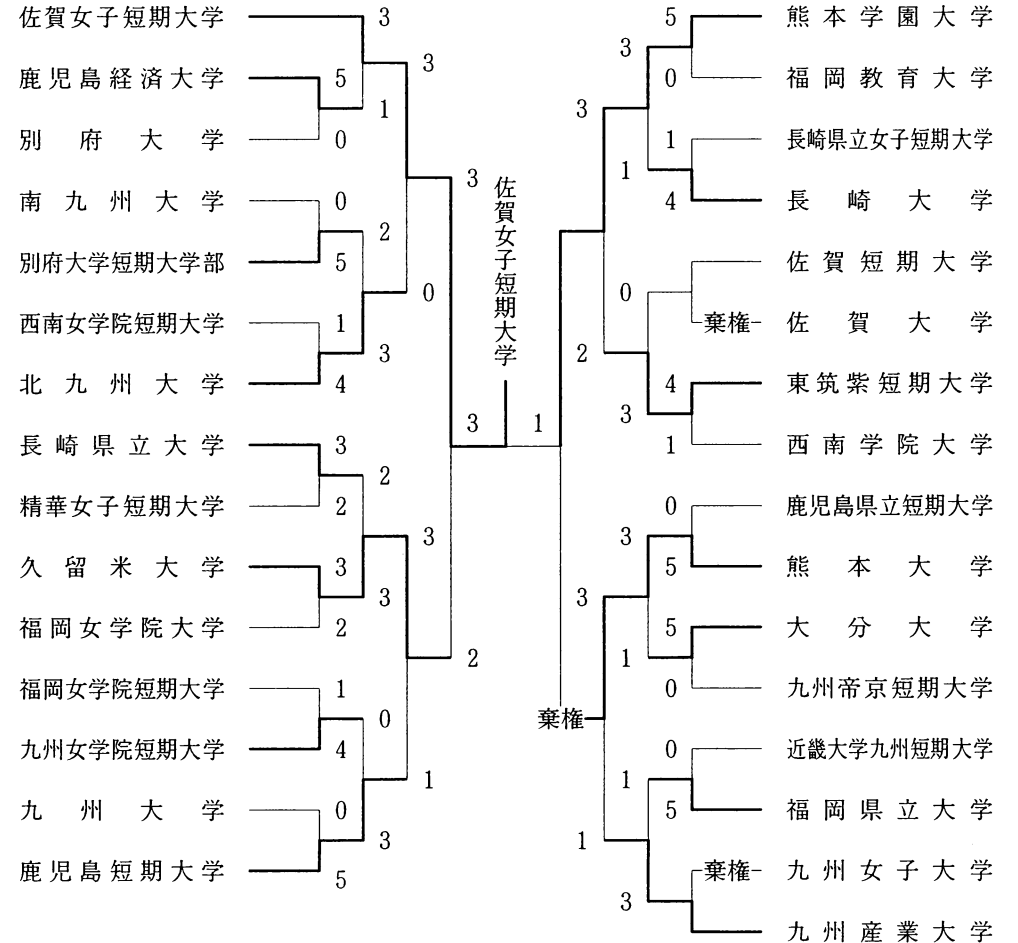 佐賀女子短期大学
鹿児島経済大学
別府大学
南九州大学
別府大学短期大学部
西南女学院短期大学
北九州大学
長崎県立大学
精華女子短期大学
久留米大学
福岡女学院大学
福岡女学院短期大学
九州女学院短期大学
九州大学
鹿児島短期大学
5
0
0
5
1
4
3
2
3
2
1
4
0
5
3
1
2
3
2
3
0
3
3
0
3
1
3
2
3
佐賀女子短期大学
1
3
2
棄権
3
1
3
1
0
3
3
1
1
3
5
0
1
4
棄権
4
1
0
5
5
0
0
5
棄権
熊本学園大学
福岡教育大学
長崎県立女子短期大学
長崎大学
佐賀短期大学
佐賀大学
東筑紫短期大学
西南学院大学
鹿児島県立短期大学
熊本大学
大分大学
九州帝京短期大学
近畿大学九州短期大学
福岡県立大学
九州女子大学
九州産業大学